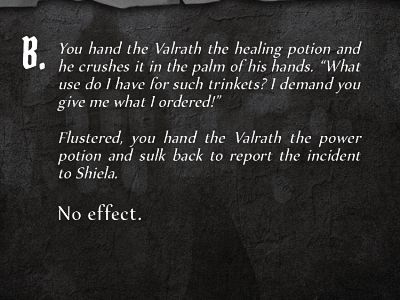 B. You hand the Valrath the healing potion and
he crushes it in the palm of his hands. “What
use do I have for such trinkets? I demand you
give me what I ordered!”
Flustered, you hand the Valrath the power
potion and sulk back to report the incident
to Shiela.
No effect.